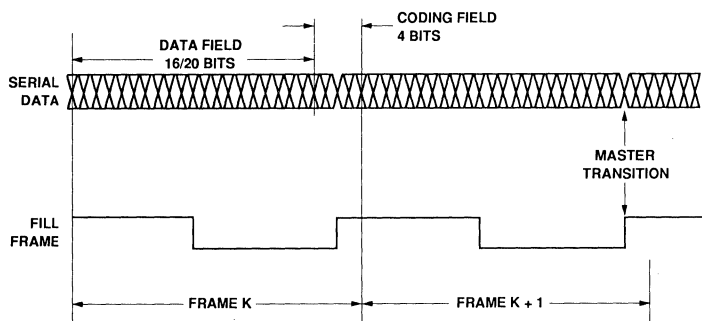 CODING FIELD
4 BITS
DATA FIELD
16/20 BITS
SERIAL
DATA
MASTER
TRANSITION
FILL
FRAME
FRAME K
FRAME K + 1